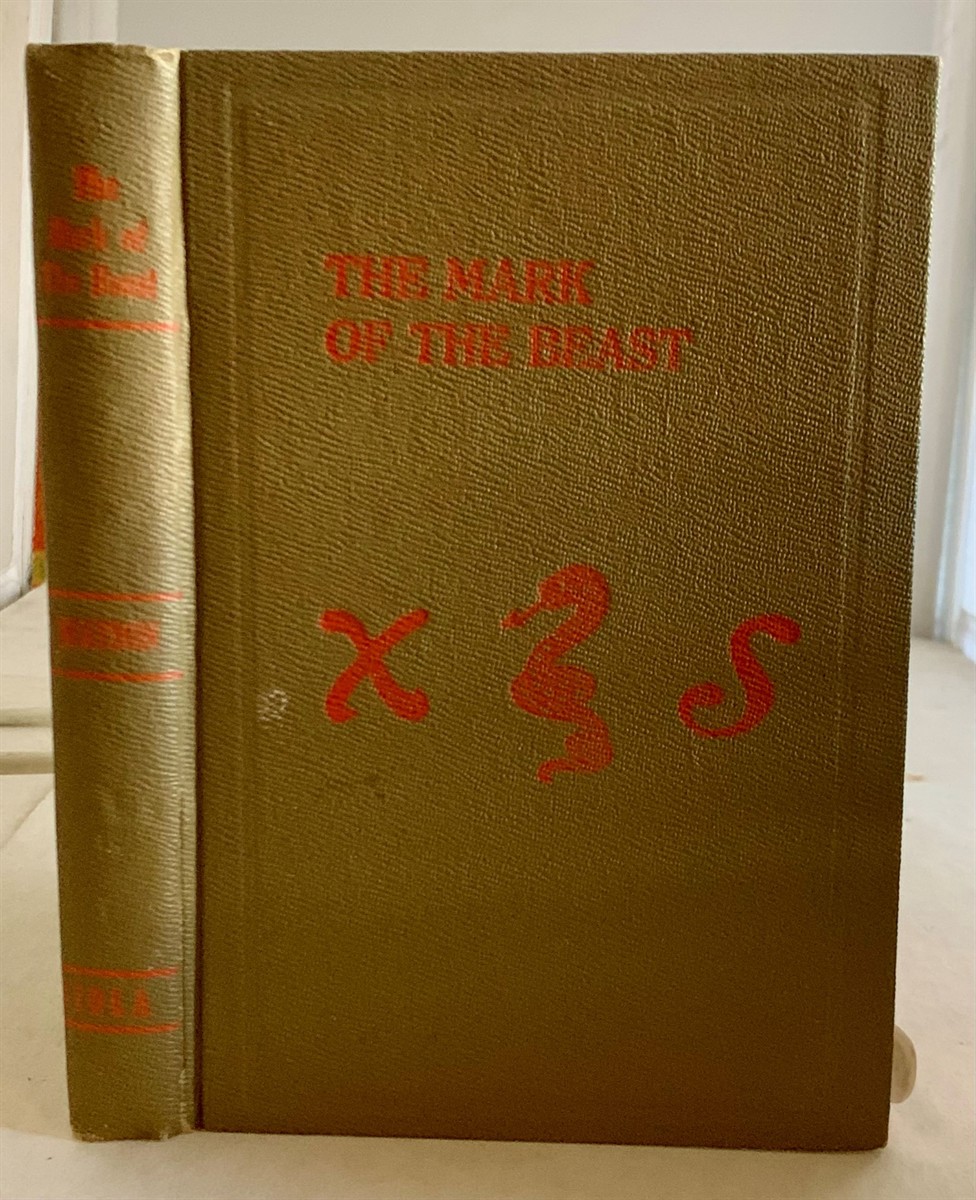 The
Mark of
The Beast
THE MARK
OF THE BEAST
X S